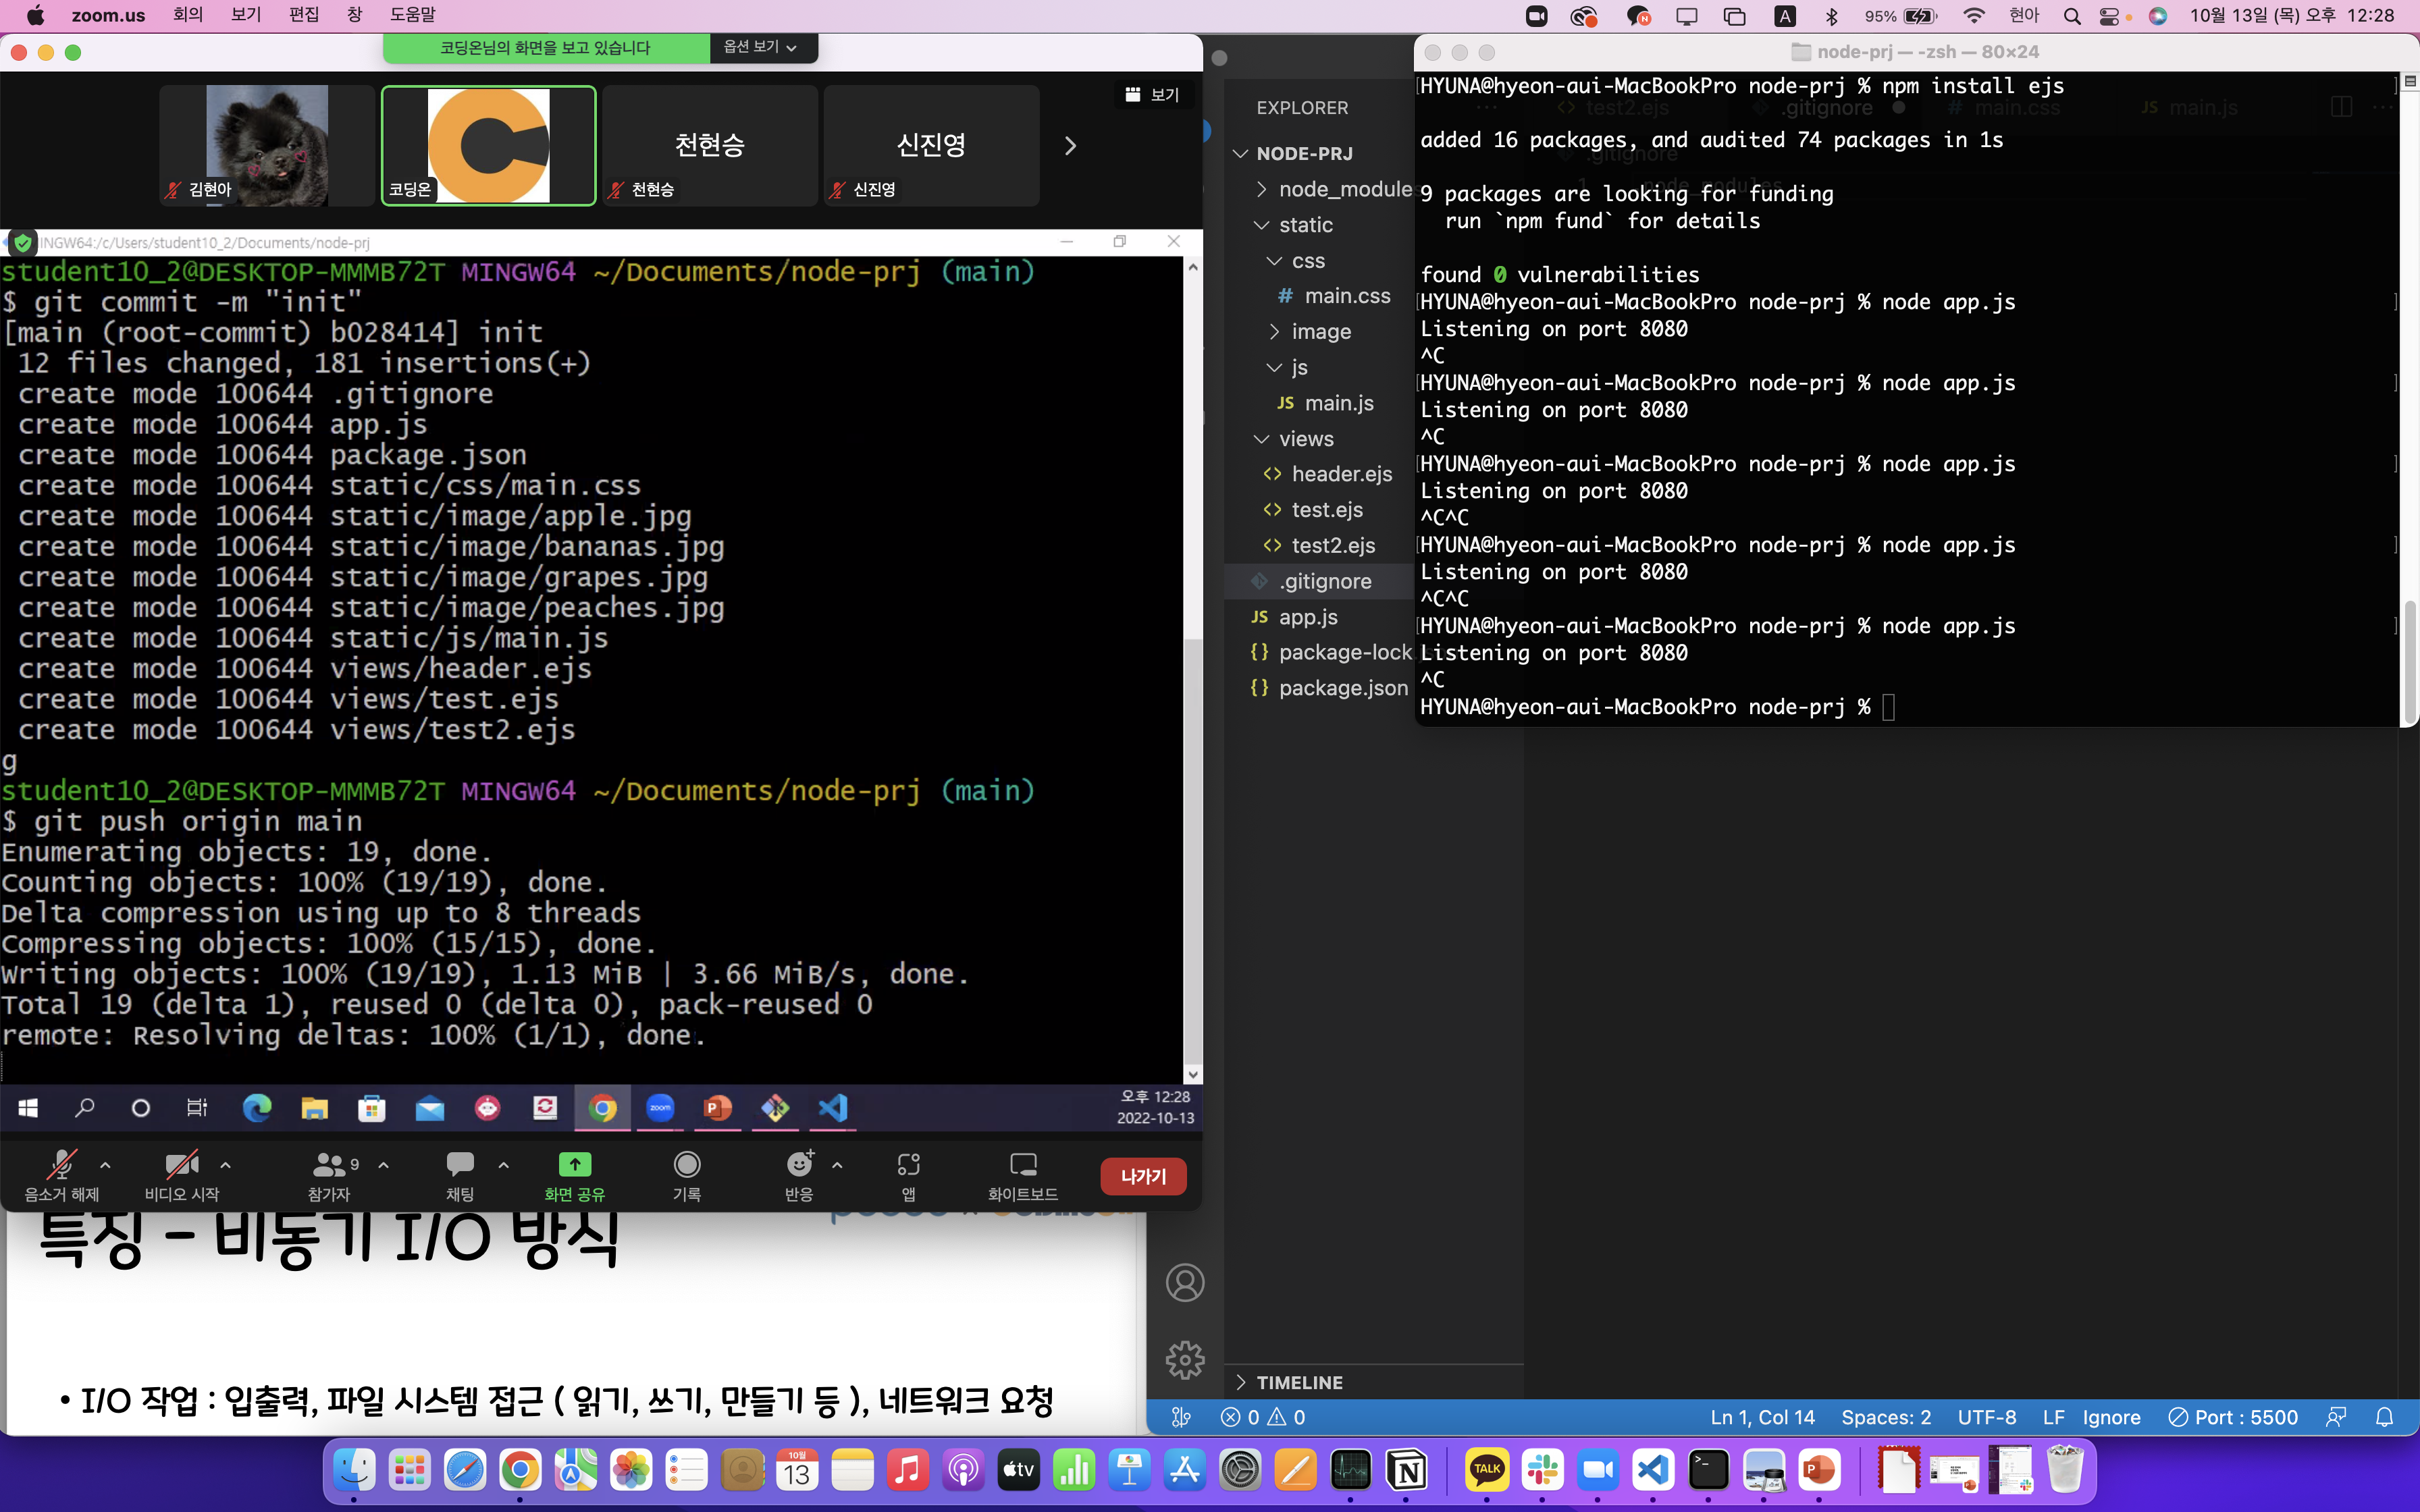 zoom.us 회의 보기 편집 창 도움말
A 95% 현아 10월 13일 (목) 오후 12:28
코딩온님의 화면을 보고 있습니다 옵션 보기
보기
김현아
코딩온
천현승
천현승
신진영
신진영
INGW64:/c/Users/student10_2/Documents/node-prj
student10_2@DESKTOP-MMMB72T MINGW64 ~/Documents/node-prj (main)
$ git commit -m "init"
[main (root-commit) b028414] init
12 files changed, 181 insertions(+)
create mode 100644 .gitignore
create mode 100644 app.js
create mode 100644 package.json
create mode 100644 static/css/main.css
create mode 100644 static/image/apple.jpg
create mode 100644 static/image/bananas.jpg
create mode 100644 static/image/grapes.jpg
create mode 100644 static/image/peaches.jpg
create mode 100644 static/js/main.js
create mode 100644 views/header.ejs
create mode 100644 views/test.ejs
create mode 100644 views/test2.ejs
g
student10_2@DESKTOP-MMMB72T MINGW64 ~/Documents/node-prj (main)
$ git push origin main
Enumerating objects: 19, done.
Counting objects: 100% (19/19), done.
Delta compression using up to 8 threads
Compressing objects: 100% (15/15), done.
Writing objects: 100% (19/19), 1.13 MiB | 3.66 MiB/s, done.
Total 19 (delta 1), reused 0 (delta 0), pack-reused 0
remote: Resolving deltas: 100% (1/1), done.
zoom
오후 12:28
2022-10-13
음소거 해제
비디오 시작
9
참가자
채팅
화면 공유
기록
반응
앱
화이트보드
나가기
특징 - 비동기 I/O 방식
• I/O 작업 : 입출력, 파일 시스템 접근 ( 읽기, 쓰기, 만들기 등 ), 네트워크 요청
EXPLORER
NODE-PRJ
node_modules
static
css
# main.css
image
js
JS main.js
views
<> header.ejs
<> test.ejs
<> test2.ejs
.gitignore
JS app.js
{} package-lock
{} package.json
TIMELINE
test2.ejs
.gitignore
# main.css
JS main.js
.gitignore
1 node_modules
node-prj — -zsh — 80×24
HYUNA@hyeon-aui-MacBookPro node-prj % npm install ejs
added 16 packages, and audited 74 packages in 1s
9 packages are looking for funding
run `npm fund` for details
found 0 vulnerabilities
HYUNA@hyeon-aui-MacBookPro node-prj % node app.js
Listening on port 8080
^C
HYUNA@hyeon-aui-MacBookPro node-prj % node app.js
Listening on port 8080
^C
HYUNA@hyeon-aui-MacBookPro node-prj % node app.js
Listening on port 8080
^C^C
HYUNA@hyeon-aui-MacBookPro node-prj % node app.js
Listening on port 8080
^C^C
HYUNA@hyeon-aui-MacBookPro node-prj % node app.js
Listening on port 8080
^C
HYUNA@hyeon-aui-MacBookPro node-prj %
0 0
Ln 1, Col 14 Spaces: 2 UTF-8 LF Ignore Port : 5500
10월
13
tv
TALK